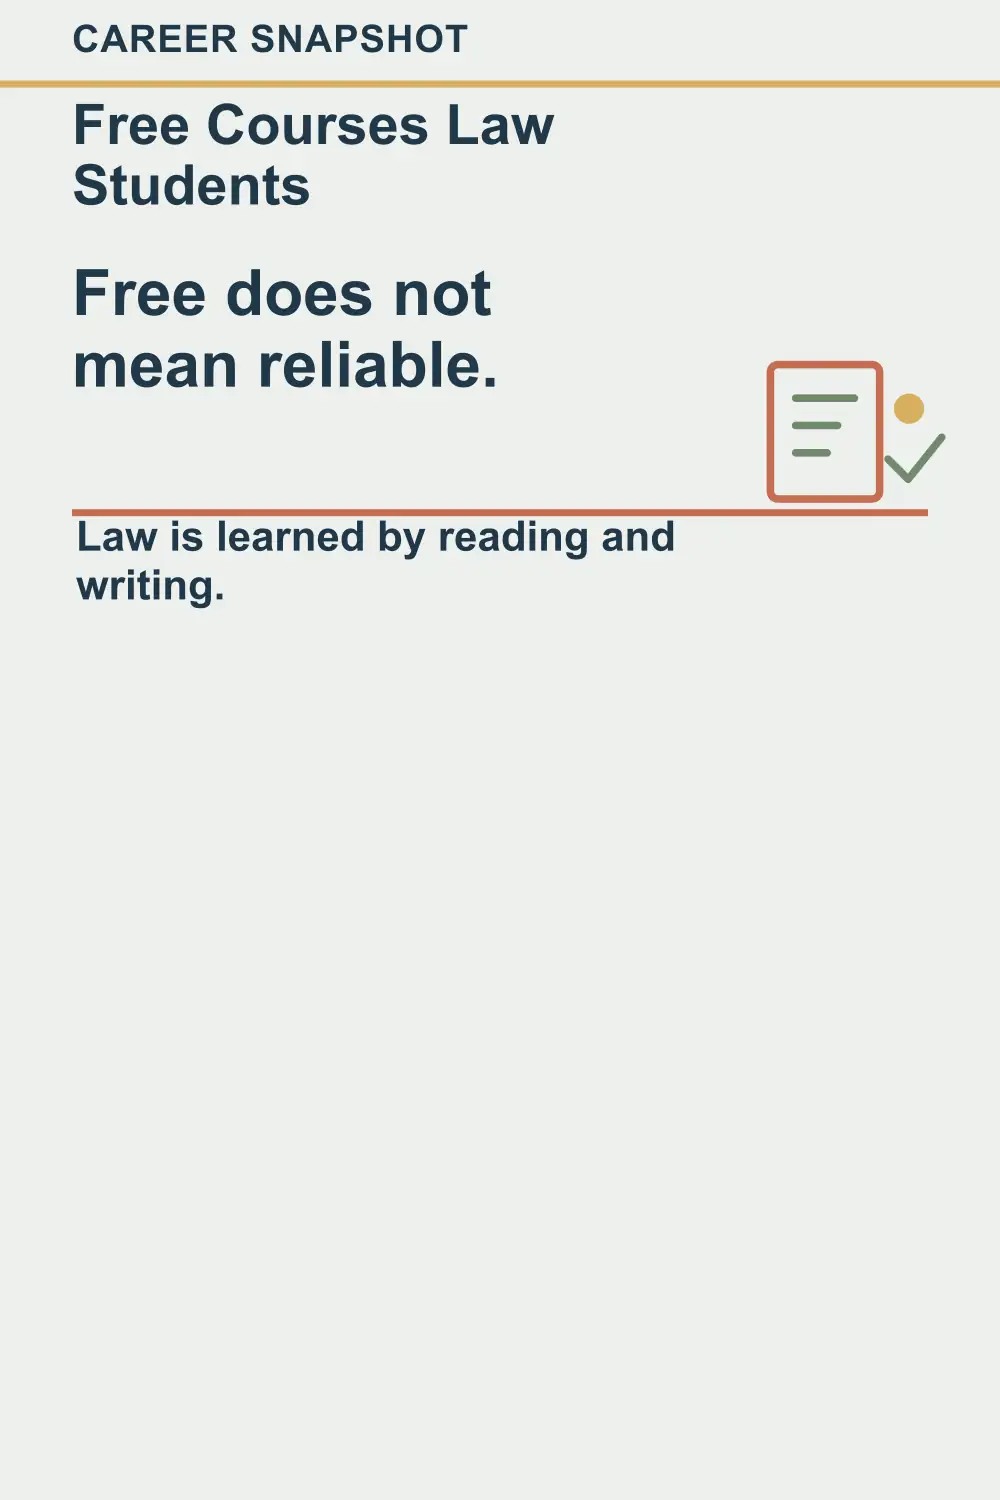 CAREER SNAPSHOT
Free Courses Law
Students
Free does not
mean reliable.
Law is learned by reading and
writing.